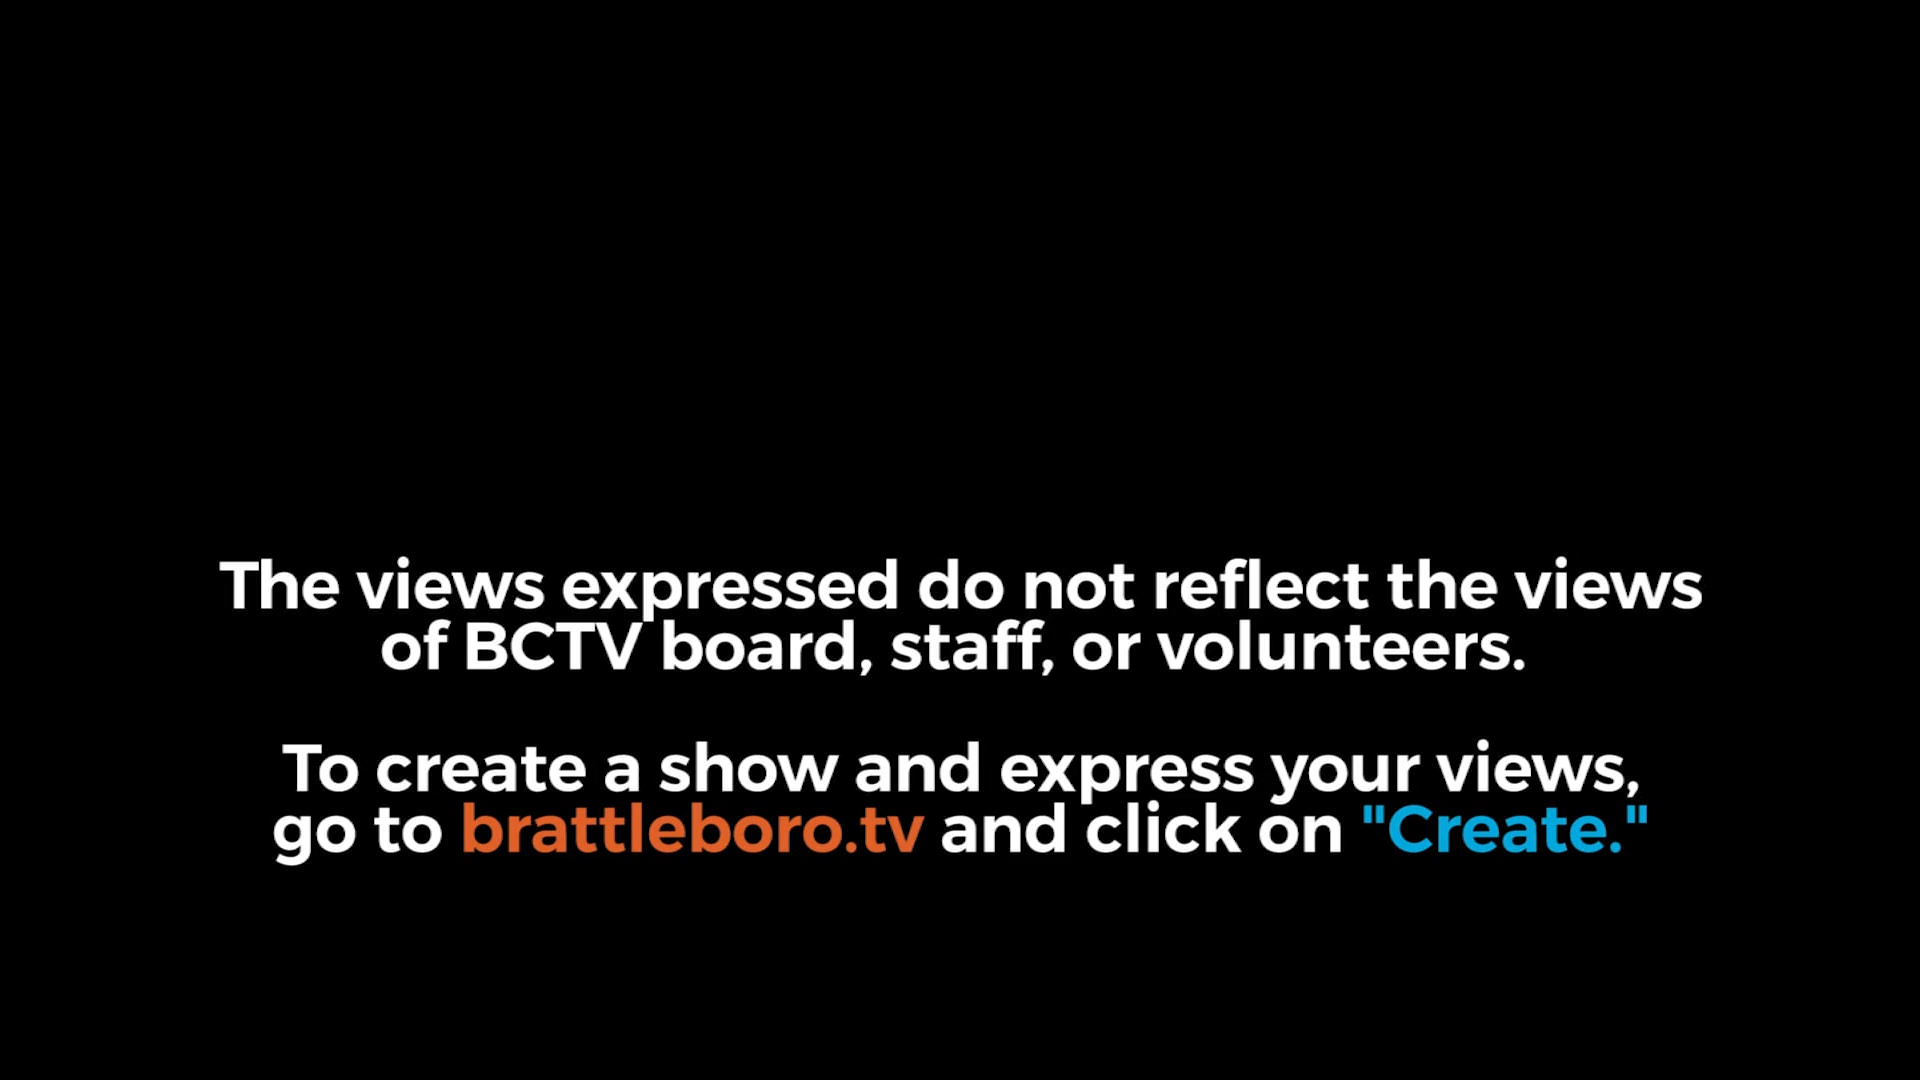 The views expressed do not reflect the views
of BCTV board, staff, or volunteers.
To create a show and express your views,
go to brattleboro.tv and click on "Create."